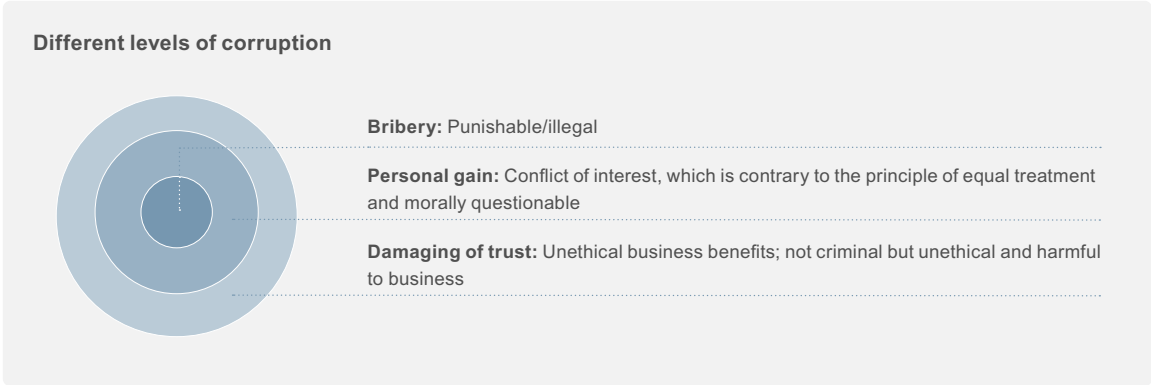 Different levels of corruption
Bribery: Punishable/illegal
Personal gain: Conflict of interest, which is contrary to the principle of equal treatment
and morally questionable
Damaging of trust: Unethical business benefits; not criminal but unethical and harmful
to business